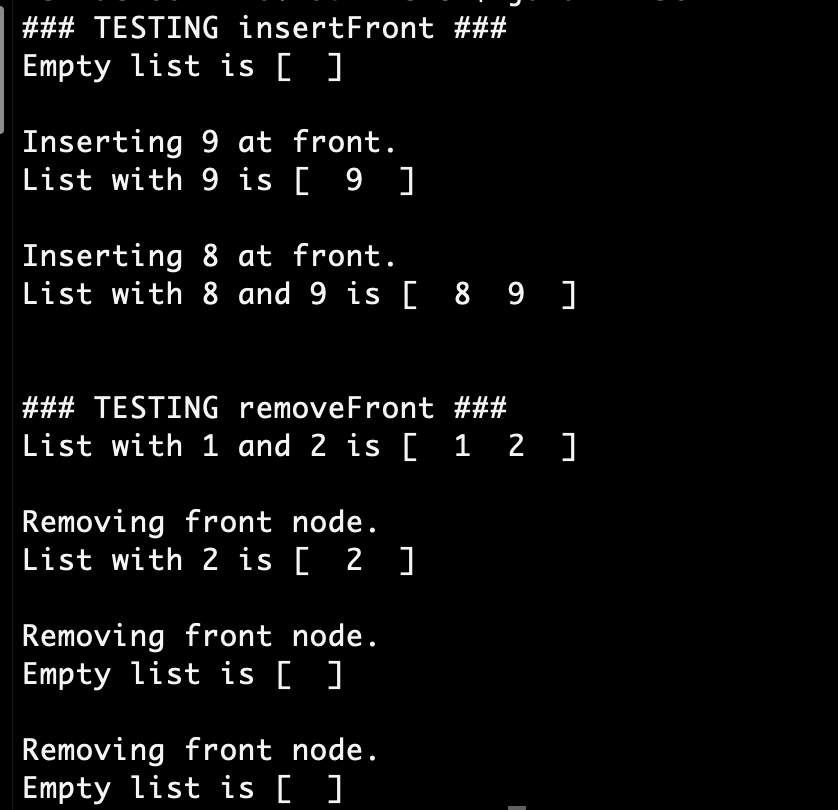 ### TESTING insertFront ###
Empty list is [  ]
Inserting 9 at front.
List with 9 is [  9  ]
Inserting 8 at front.
List with 8 and 9 is [  8  9  ]
### TESTING removeFront ###
List with 1 and 2 is [  1  2  ]
Removing front node.
List with 2 is [  2  ]
Removing front node.
Empty list is [  ]
Removing front node.
Empty list is [  ]